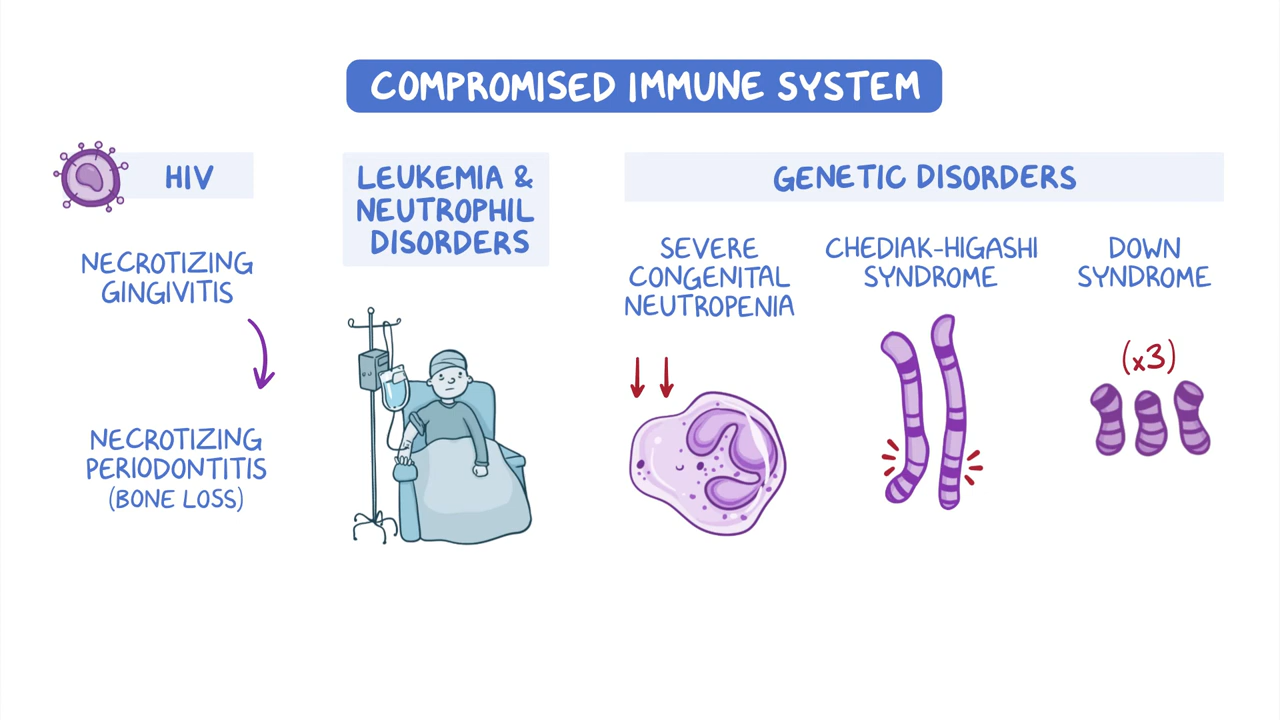 COMPROMISED IMMUNE SYSTEM
HIV
NECROTIZING
GINGIVITIS
NECROTIZING
PERIODONTITIS
(BONE LOSS)
LEUKEMIA &
NEUTROPHIL
DISORDERS
GENETIC DISORDERS
SEVERE
CONGENITAL
NEUTROPENIA
CHEDIAK-HIGASHI
SYNDROME
DOWN
SYNDROME
(x3)